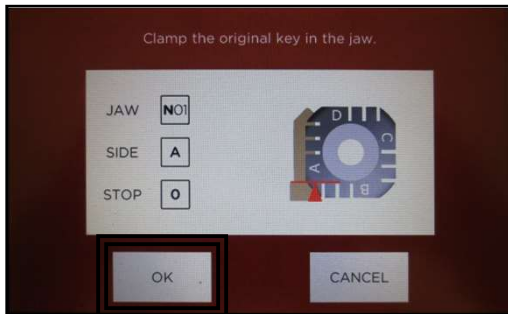 Clamp the original key in the jaw.
JAW N01
SIDE A
STOP 0
D
C
A
B
OK
CANCEL